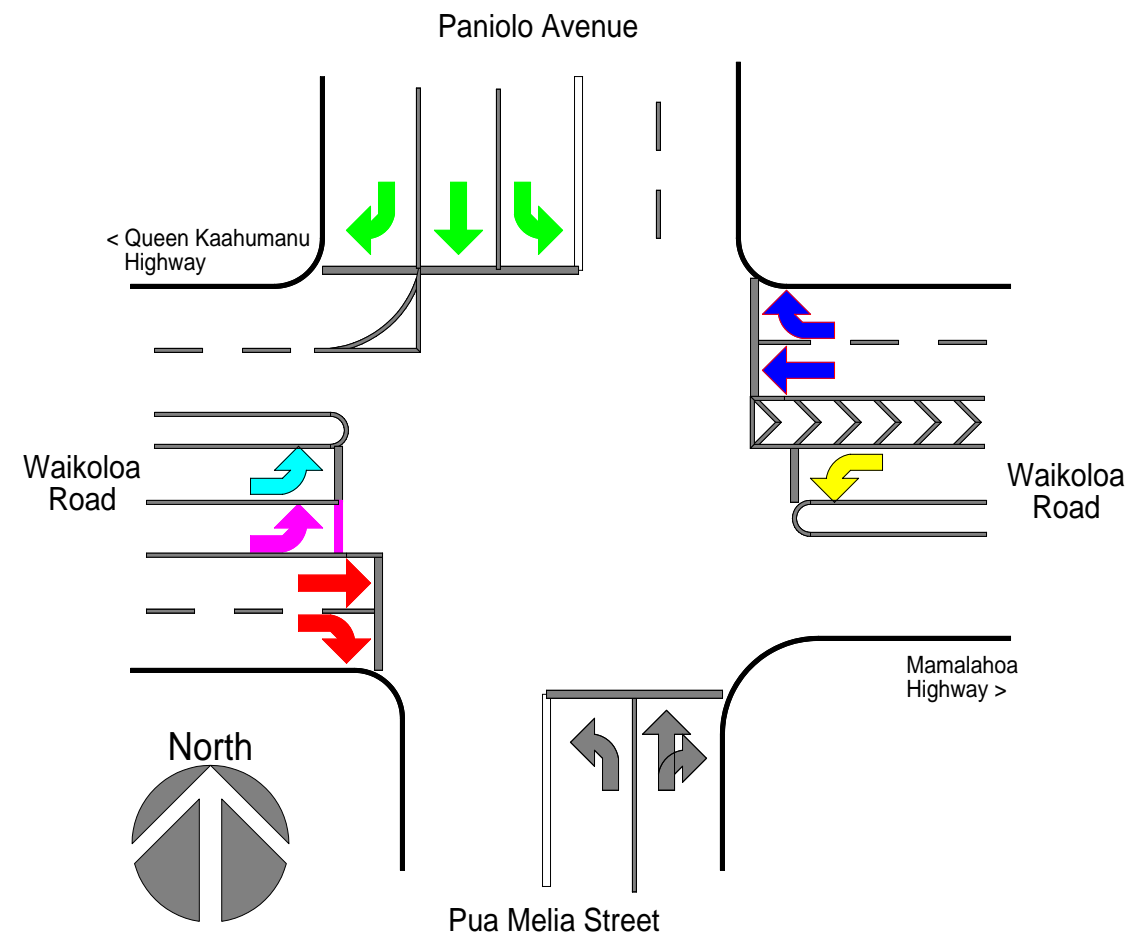 Paniolo Avenue
< Queen Kaahumanu
Highway
Waikoloa
Road
Waikoloa
Road
Mamalahoa
Highway >
North
Pua Melia Street